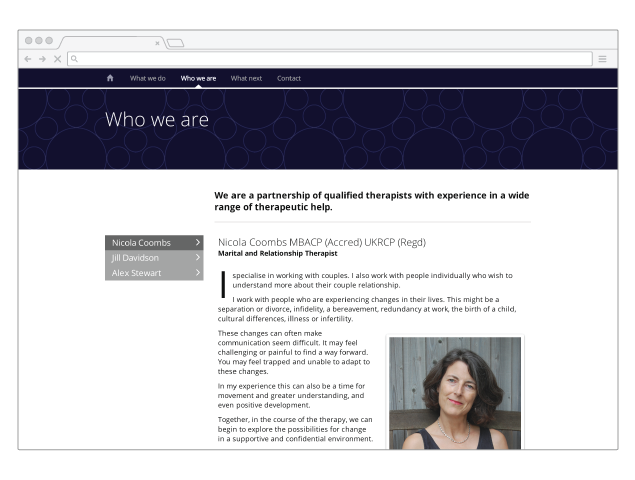 What we do Who we are What next Contact
Who we are
We are a partnership of qualified therapists with experience in a wide
range of therapeutic help.
Nicola Coombs
Jill Davidson
Alex Stewart
Nicola Coombs MBACP (Accred) UKRCP (Regd)
Marital and Relationship Therapist
I specialise in working with couples. I also work with people individually who wish to
understand more about their couple relationship.
I work with people who are experiencing changes in their lives. This might be a
separation or divorce, infidelity, a bereavement, redundancy at work, the birth of a child,
cultural differences, illness or infertility.
These changes can often make
communication seem difficult. It may feel
challenging or painful to find a way forward.
You may feel trapped and unable to adapt to
these changes.
In my experience this can also be a time for
movement and greater understanding, and
even positive development.
Together, in the course of the therapy, we can
begin to explore the possibilities for change
in a supportive and confidential environment.